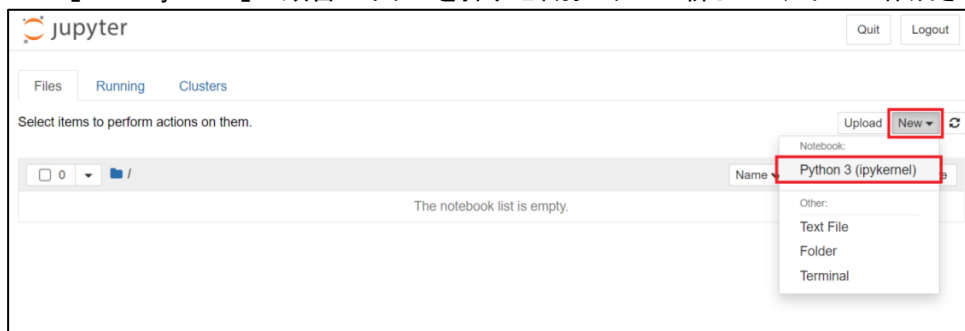 jupyter
Quit Logout
Files Running Clusters
Select items to perform actions on them.
Upload New
Notebook:
0 / Name
Python 3 (ipykernel)
The notebook list is empty.
Other:
Text File
Folder
Terminal